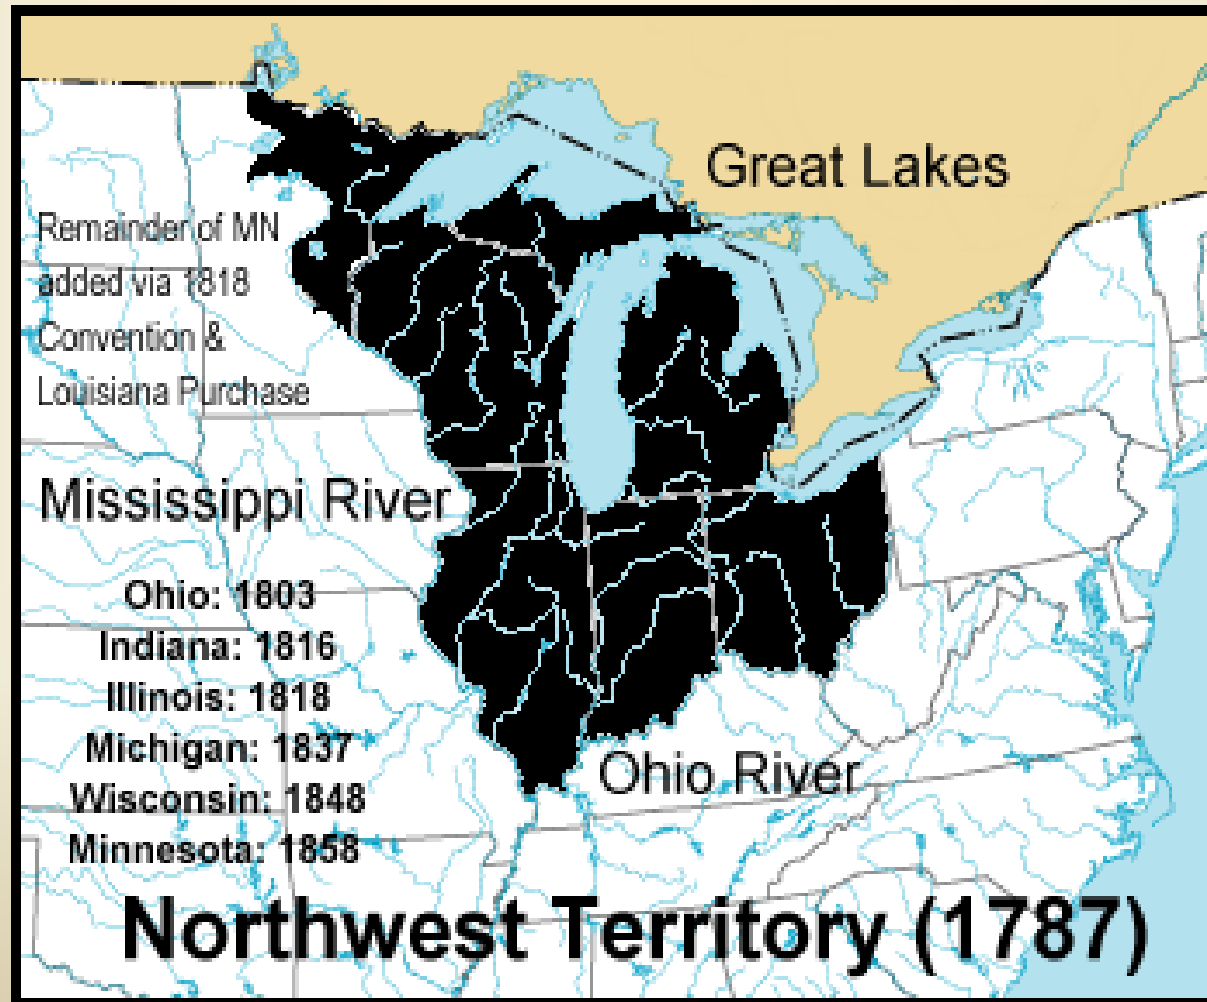 Great Lakes
Remainder of MN
added via 1818
Convention &
Louisiana Purchase
Mississippi River
Ohio: 1803
Indiana: 1816
Illinois: 1818
Michigan: 1837
Wisconsin: 1848
Minnesota: 1858
Ohio River
Northwest Territory (1787)